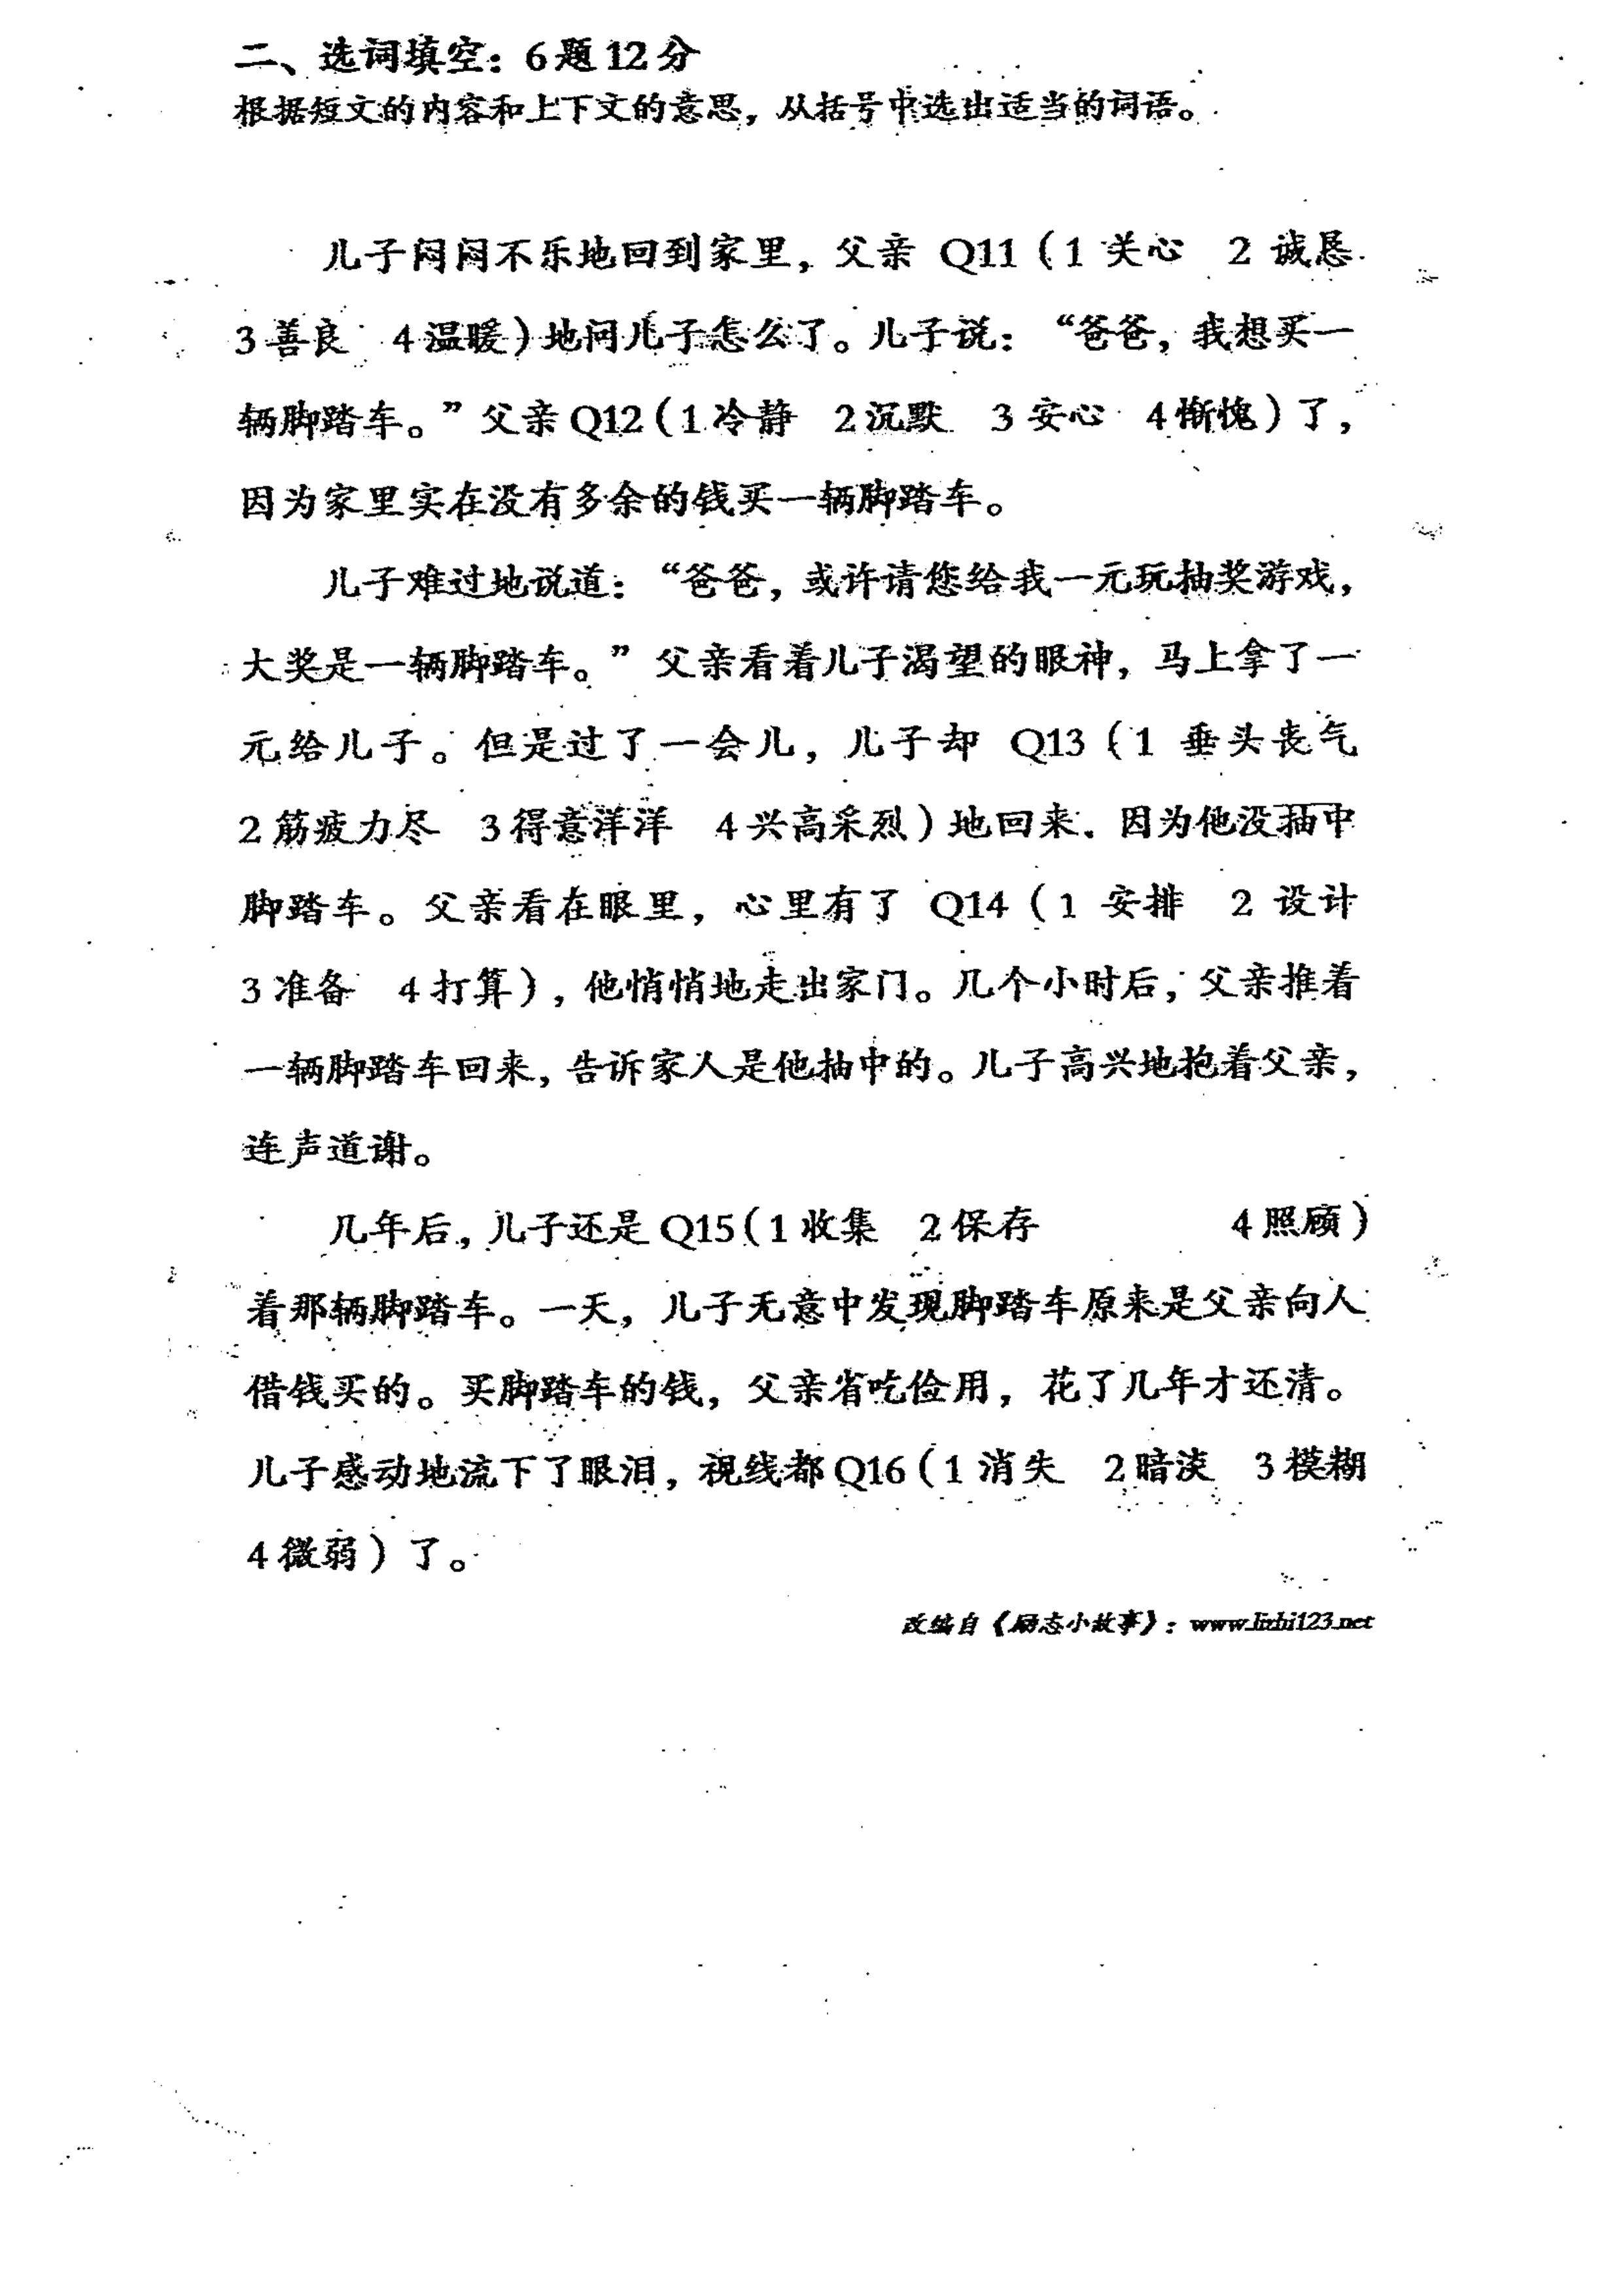 二、选词填空：6题12分
根据短文的内容和上下文的意思，从括号中选出适当的词语。
儿子闷闷不乐地回到家里，父亲 Q11（1 关心 2 诚恳
3善良 4温暖）地问儿子怎么了。儿子说：“爸爸，我想买一
辆脚踏车。”父亲Q12（1冷静 2沉默 3安心 4惭愧）了，
因为家里实在没有多余的钱买一辆脚踏车。
儿子难过地说道：“爸爸，或许请您给我一元玩抽奖游戏，
大奖是一辆脚踏车。”父亲看着儿子渴望的眼神，马上拿了一
元给儿子。但是过了一会儿，儿子却 Q13（1 垂头丧气
2筋疲力尽 3得意洋洋 4兴高采烈）地回来，因为他没抽中
脚踏车。父亲看在眼里，心里有了 Q14（1 安排 2 设计
3准备 4打算），他悄悄地走出家门。几个小时后，父亲推着
一辆脚踏车回来，告诉家人是他抽中的。儿子高兴地抱着父亲，
连声道谢。
几年后，儿子还是Q15（1收集 2保存 4照顾）
着那辆脚踏车。一天，儿子无意中发现脚踏车原来是父亲向人
借钱买的。买脚踏车的钱，父亲省吃俭用，花了几年才还清。
儿子感动地流下了眼泪，视线都Q16（1消失 2暗淡 3模糊
4微弱）了。
改编自《励志小故事》：www.lizhi123.net